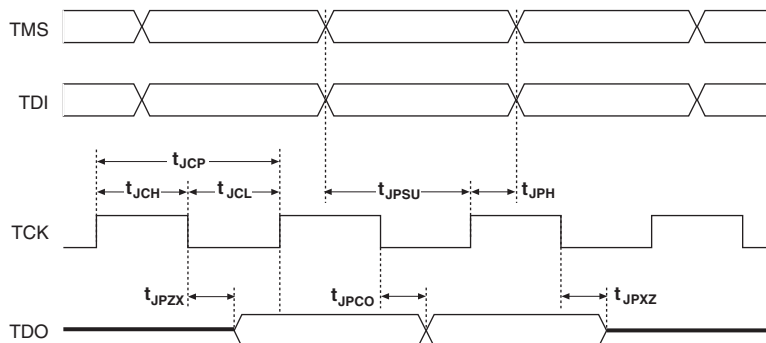 TMS
TDI
tJCP
tJCH tJCL tJPSU tJPH
TCK
tJPZX tJPCO tJPXZ
TDO